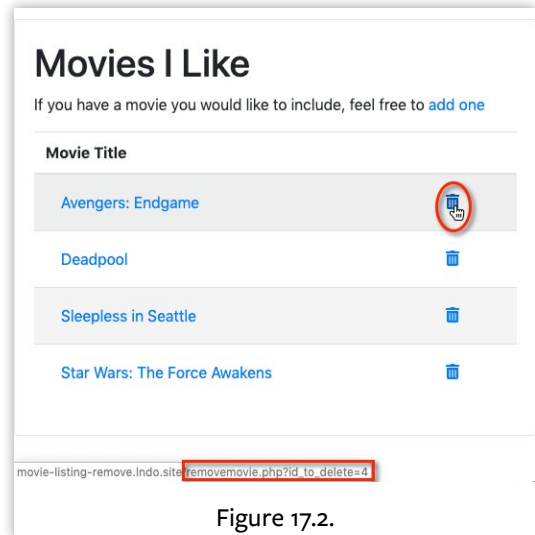 Movies I Like
If you have a movie you would like to include, feel free to add one
Movie Title
Avengers: Endgame
Deadpool
Sleepless in Seattle
Star Wars: The Force Awakens
movie-listing-remove.lndo.site/removemovie.php?id_to_delete=4
Figure 17.2.